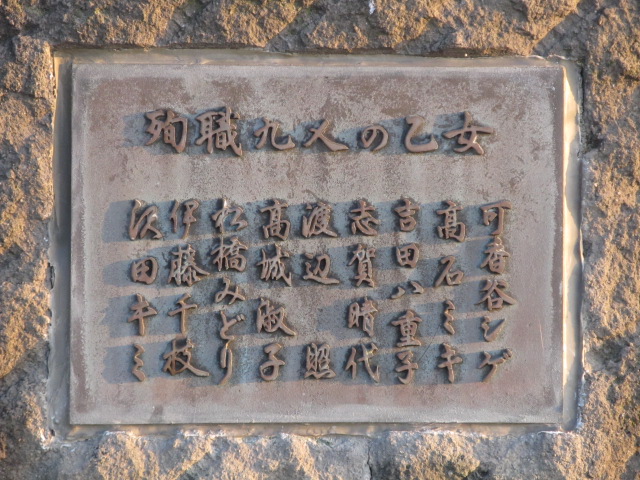 殉職九人の乙女
可香谷シゲ
高石ミキ
吉田八重子
志賀晴代
渡辺照
高城淑子
松橋みどり
伊藤千枝
沢田キミ